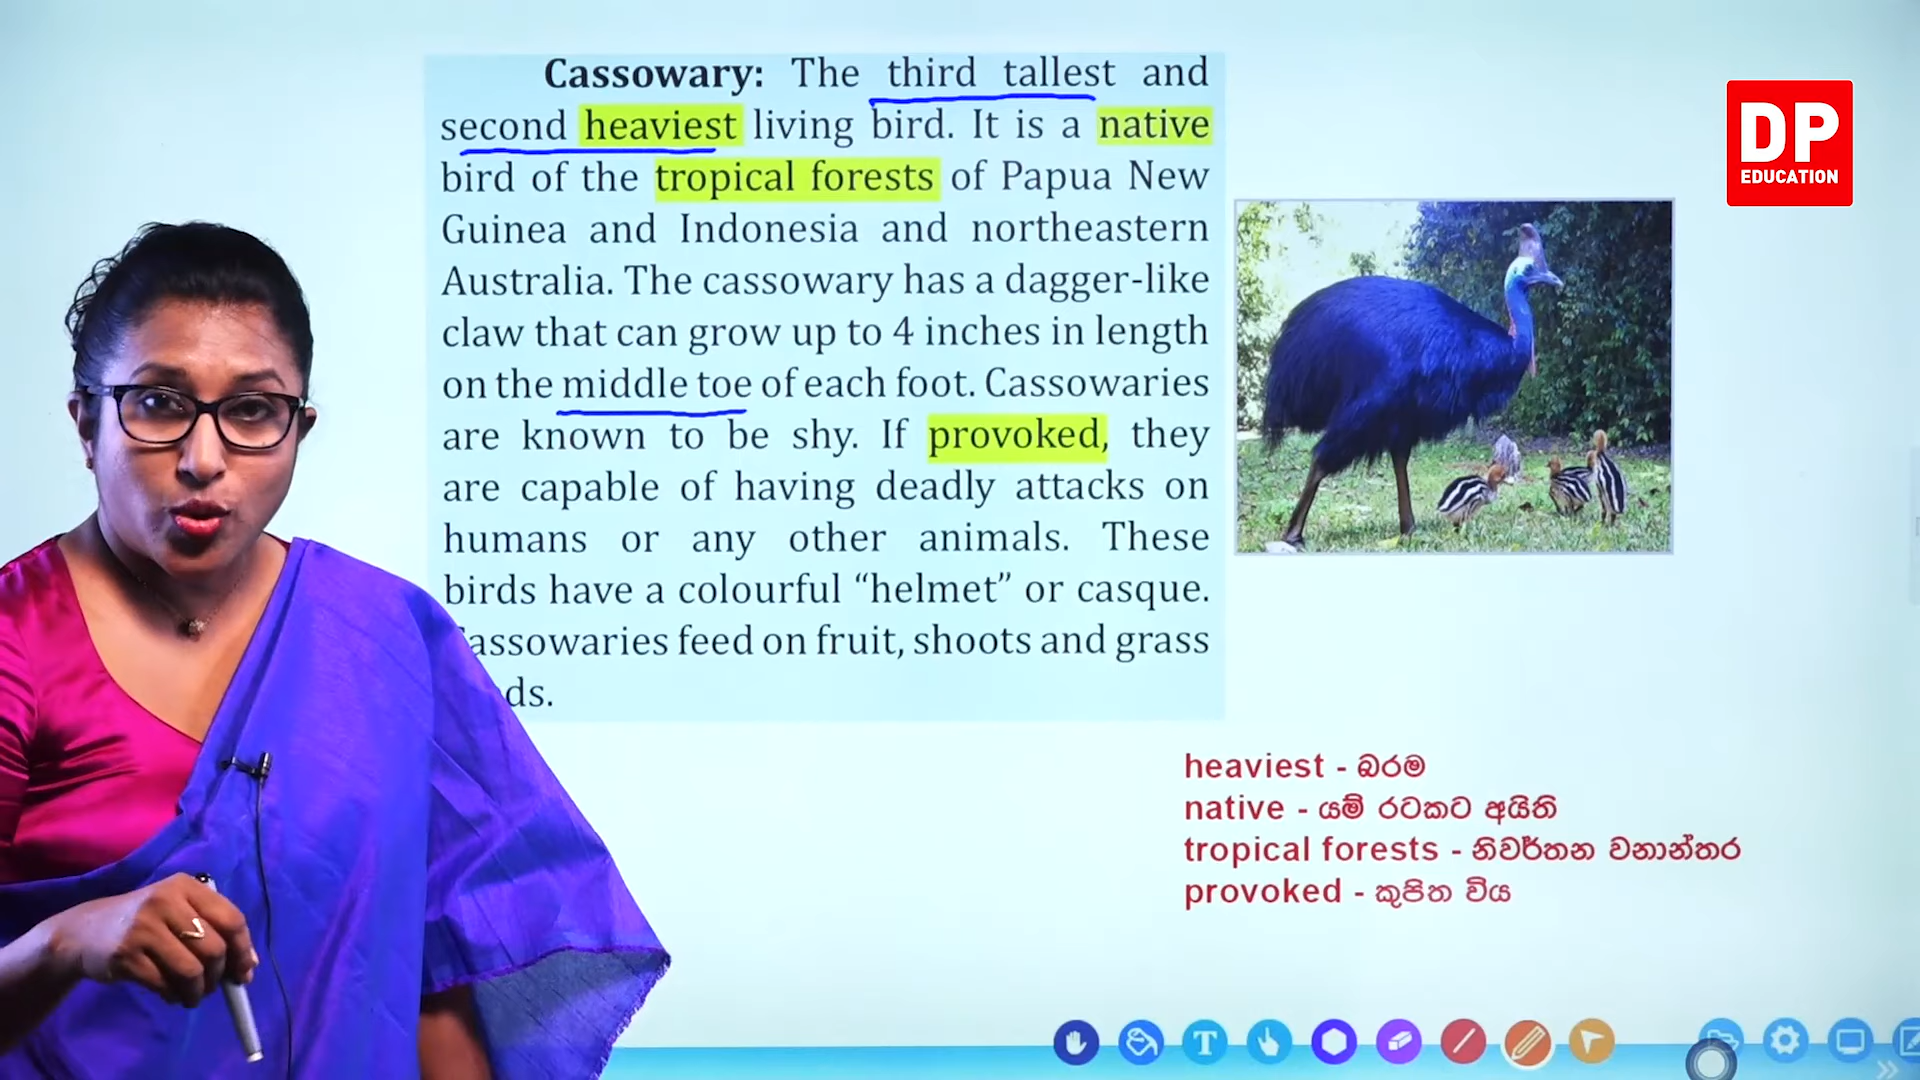 Cassowary: The third tallest and
second heaviest living bird. It is a native
bird of the tropical forests of Papua New
Guinea and Indonesia and northeastern
Australia. The cassowary has a dagger-like
claw that can grow up to 4 inches in length
on the middle toe of each foot. Cassowaries
are known to be shy. If provoked, they
are capable of having deadly attacks on
humans or any other animals. These
birds have a colourful “helmet” or casque.
assowaries feed on fruit, shoots and grass
ds.
DP
EDUCATION
heaviest - බරම
native - යම් රටකට අයිති
tropical forests - නිවර්තන වනාන්තර
provoked - කුපිත විය
T